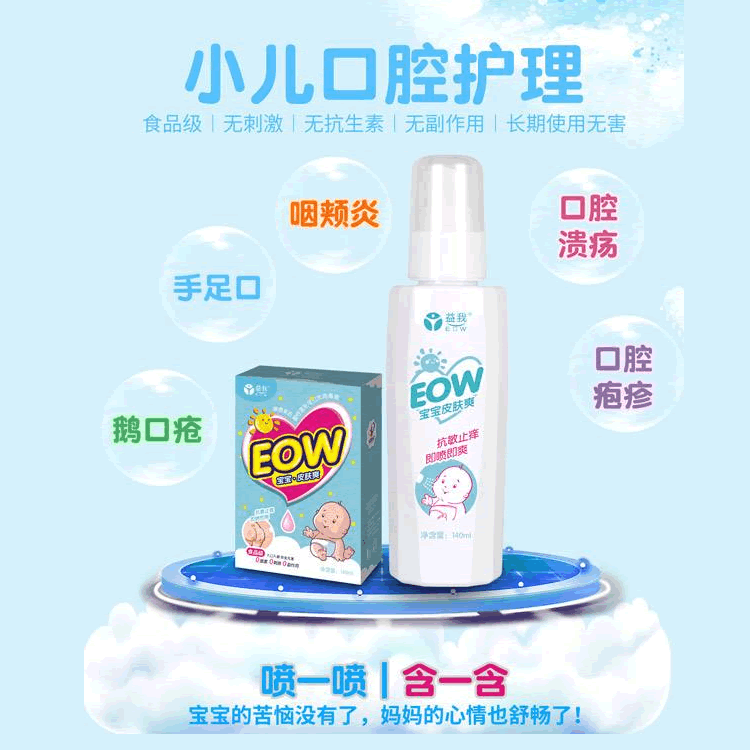 小儿口腔护理
食品级|无刺激|无抗生素|无副作用|长期使用无害
咽颊炎
口腔
溃疡
手足口
口腔
疱疹
鹅口疮
益我
EOW
EOW
宝宝皮肤爽
抗敏止痒
即喷即爽
净含量：140ml
益我
EOW
宝宝·皮肤爽
食品级
喷一喷|含一含
宝宝的苦恼没有了，妈妈的心情也舒畅了！